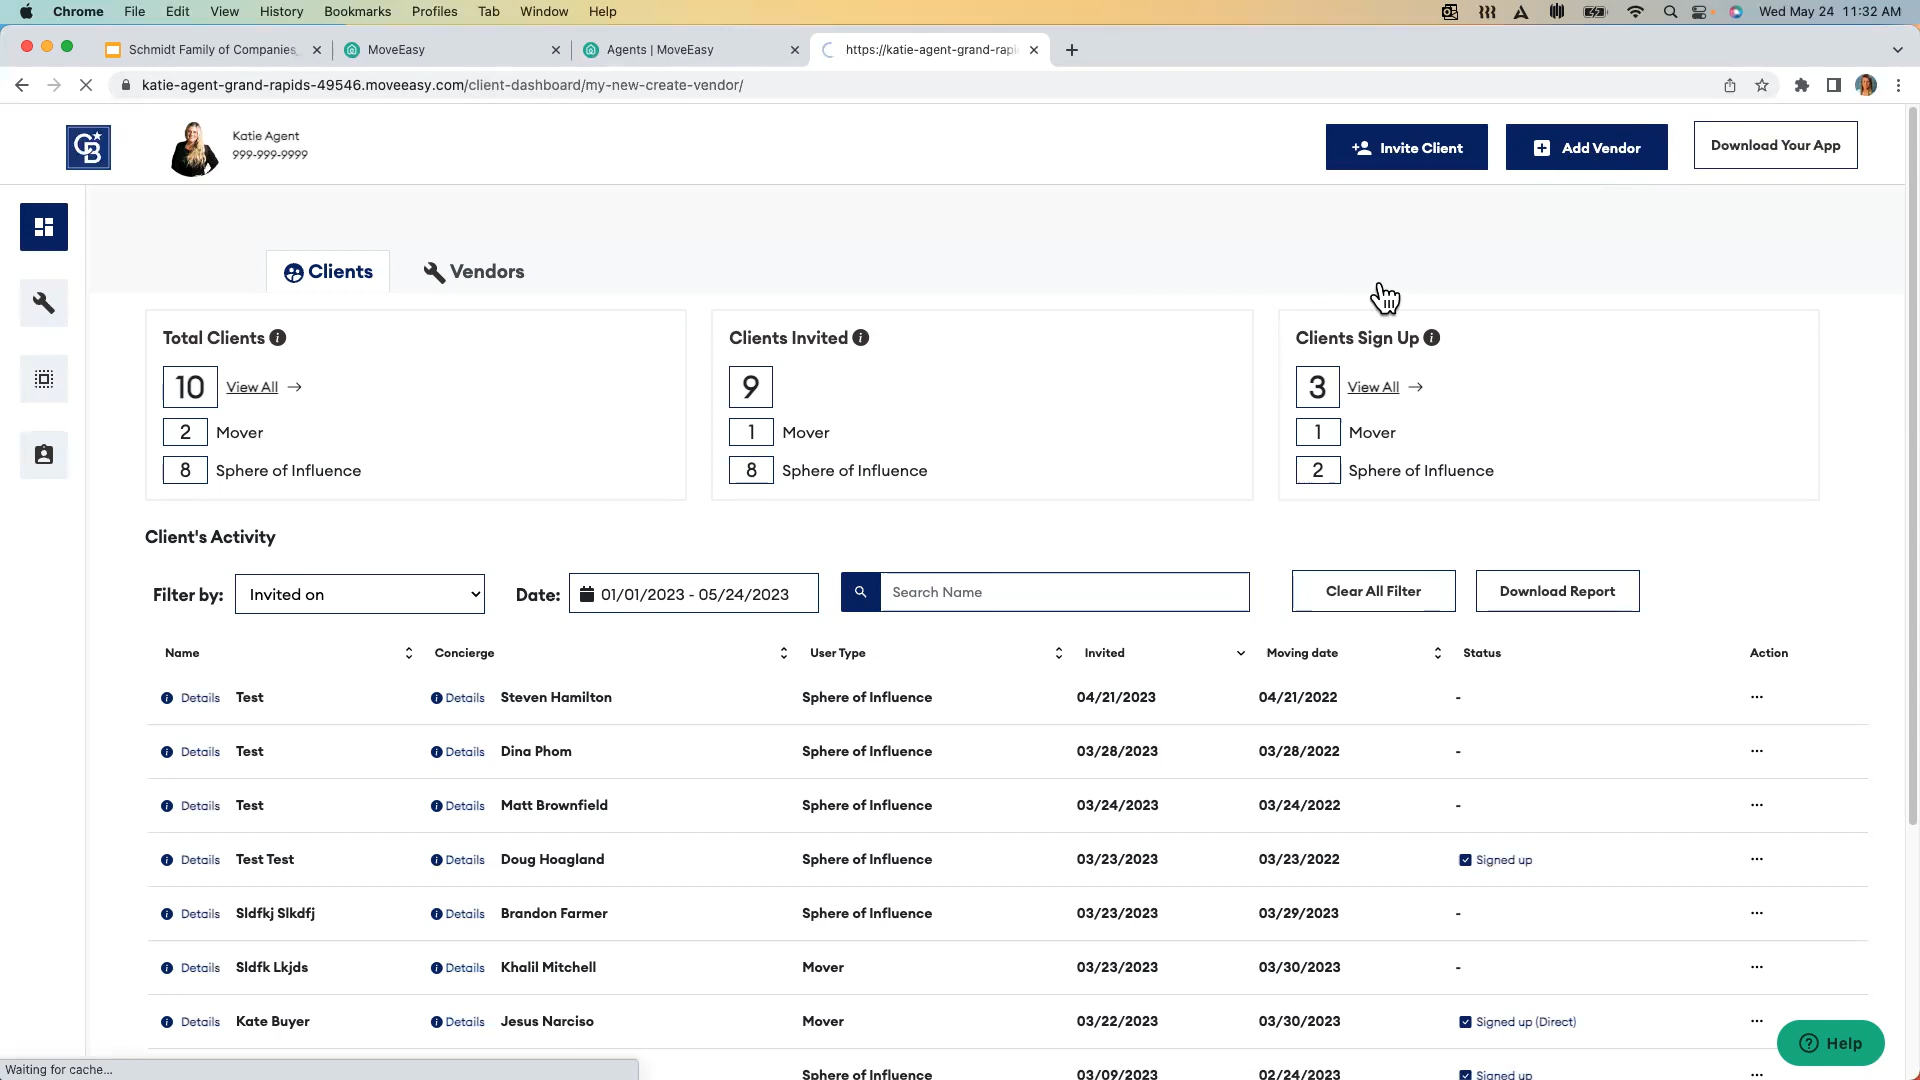 Chrome File Edit View History Bookmarks Profiles Tab Window Help Wed May 24 11:32 AM
Schmidt Family of Companies, MoveEasy Agents | MoveEasy https://katie-agent-grand-rapi
katie-agent-grand-rapids-49546.moveeasy.com/client-dashboard/my-new-create-vendor/
Katie Agent
999-999-9999
Invite Client
Add Vendor
Download Your App
Clients
Vendors
Total Clients
10 View All →
2 Mover
8 Sphere of Influence
Clients Invited
9
1 Mover
8 Sphere of Influence
Clients Sign Up
3 View All →
1 Mover
2 Sphere of Influence
Client's Activity
Filter by: Invited on Date: 01/01/2023 - 05/24/2023 Search Name Clear All Filter Download Report
Name Concierge User Type Invited Moving date Status Action
Details Test Details Steven Hamilton Sphere of Influence 04/21/2023 04/21/2022 - ...
Details Test Details Dina Phom Sphere of Influence 03/28/2023 03/28/2022 - ...
Details Test Details Matt Brownfield Sphere of Influence 03/24/2023 03/24/2022 - ...
Details Test Test Details Doug Hoagland Sphere of Influence 03/23/2023 03/23/2022 Signed up ...
Details Sldfkj Slkdfj Details Brandon Farmer Sphere of Influence 03/23/2023 03/29/2023 - ...
Details Sldfk Lkjds Details Khalil Mitchell Mover 03/23/2023 03/30/2023 - ...
Details Kate Buyer Details Jesus Narciso Mover 03/22/2023 03/30/2023 Signed up (Direct) ...
Sphere of Influence 03/09/2023 02/24/2023 Signed up ...
Help
Waiting for cache...